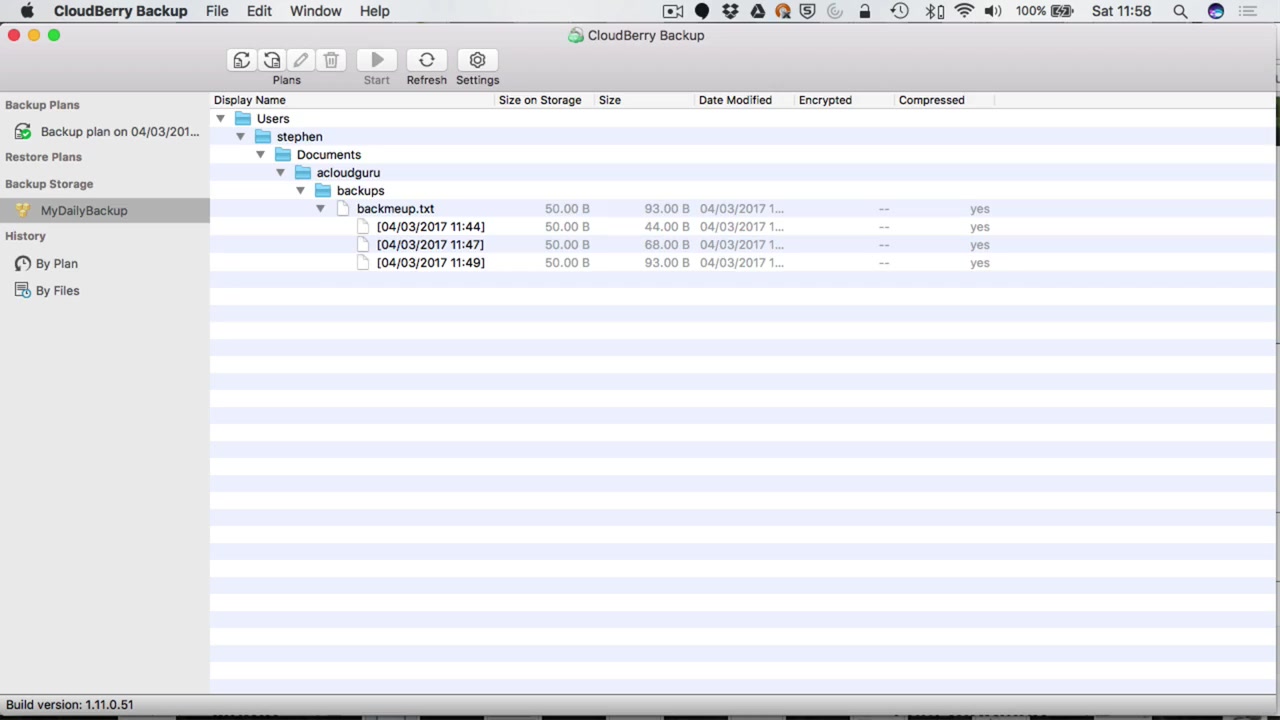 CloudBerry Backup File Edit Window Help 100% Sat 11:58
CloudBerry Backup
Plans Start Refresh Settings
Backup Plans
Backup plan on 04/03/201...
Restore Plans
Backup Storage
MyDailyBackup
History
By Plan
By Files
Display Name Size on Storage Size Date Modified Encrypted Compressed
Users
stephen
Documents
acloudguru
backups
backmeup.txt 50.00 B 93.00 B 04/03/2017 1... -- yes
[04/03/2017 11:44] 50.00 B 44.00 B 04/03/2017 1... -- yes
[04/03/2017 11:47] 50.00 B 68.00 B 04/03/2017 1... -- yes
[04/03/2017 11:49] 50.00 B 93.00 B 04/03/2017 1... -- yes
Build version: 1.11.0.51